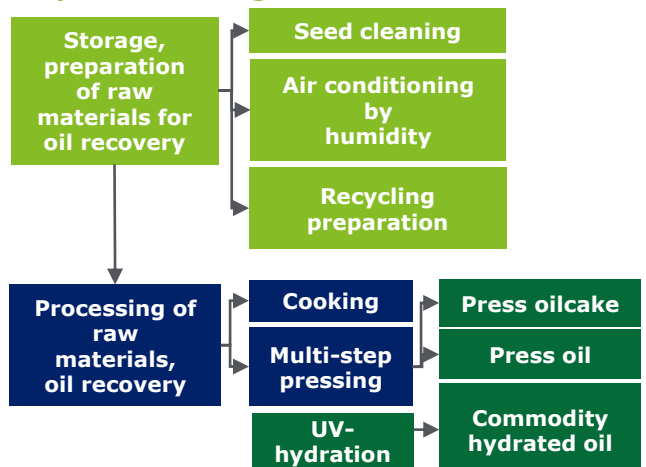 Storage,
preparation
of raw
materials for
oil recovery
Seed cleaning
Air conditioning
by
humidity
Recycling
preparation
Processing of
raw
materials,
oil recovery
Cooking
Multi-step
pressing
Press oilcake
Press oil
UV-
hydration
Commodity
hydrated oil